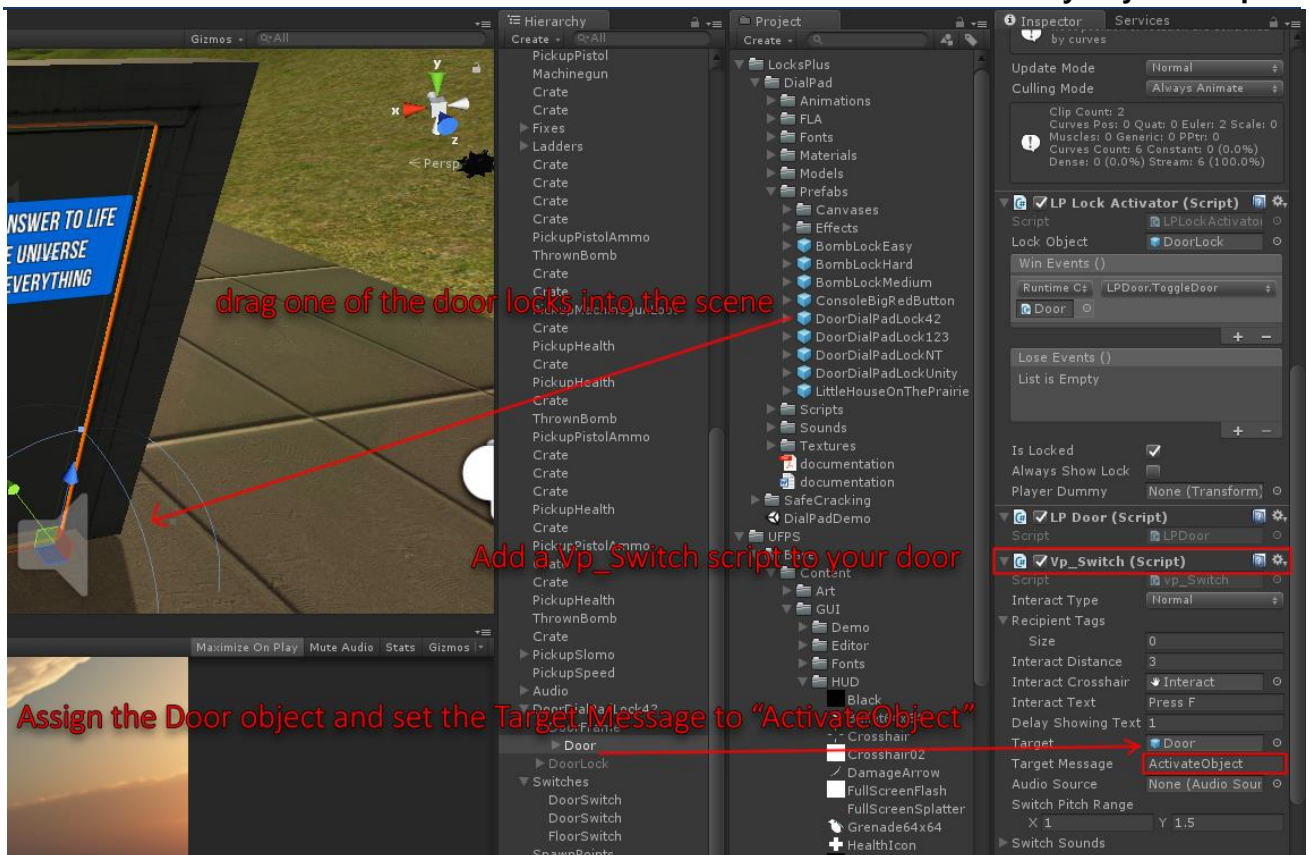 Gizmos
All
y
x
z
Persp
NSWER TO LIFE
E UNIVERSE
EVERYTHING
Maximize On Play Mute Audio Stats Gizmos
Hierarchy
Create All
PickupPistol
Machinegun
Crate
Crate
Fixes
Ladders
Crate
Crate
Crate
Crate
PickupPistolAmmo
ThrownBomb
Crate
Crate
Crate
PickupHealth
Crate
PickupHealth
Crate
ThrownBomb
PickupPistolAmmo
Crate
Crate
Crate
PickupHealth
Crate
PickupPistolAmmo
Crate
Crate
PickupHealth
ThrownBomb
Crate
PickupSlomo
PickupSpeed
Audio
DoorDialPadLock42
DoorFrame
Door
DoorLock
Switches
DoorSwitch
DoorSwitch
FloorSwitch
SpawnPoints
Project
Create
LocksPlus
DialPad
Animations
FLA
Fonts
Materials
Models
Prefabs
Canvases
Effects
BombLockEasy
BombLockHard
BombLockMedium
ConsoleBigRedButton
DoorDialPadLock42
DoorDialPadLock123
DoorDialPadLockNT
DoorDialPadLockUnity
LittleHouseOnThePrairie
Scripts
Sounds
Textures
documentation
documentation
SafeCracking
DialPadDemo
UFPS
Base
Content
Art
GUI
Demo
Editor
Fonts
HUD
Black
Crosshair
Crosshair02
DamageArrow
FullScreenFlash
FullScreenSplatter
Grenade64x64
HealthIcon
Inspector Services
by curves
Update Mode Normal
Culling Mode Always Animate
Clip Count: 2
Curves Pos: 0 Quat: 0 Euler: 2 Scale: 0
Muscles: 0 Generic: 0 PPtr: 0
Curves Count: 6 Constant: 0 (0.0%)
Dense: 0 (0.0%) Stream: 6 (100.0%)
LP Lock Activator (Script)
Script LPLockActivator
Lock Object DoorLock
Win Events ()
Runtime C LPDoor.ToggleDoor
Door
+ −
Lose Events ()
List is Empty
+ −
Is Locked
Always Show Lock
Player Dummy None (Transform)
LP Door (Script)
Script LPDoor
Vp_Switch (Script)
Script vp_Switch
Interact Type Normal
Recipient Tags
Size 0
Interact Distance 3
Interact Crosshair Interact
Interact Text Press F
Delay Showing Text 1
Target Door
Target Message ActivateObject
Audio Source None (Audio Sour
Switch Pitch Range
X 1 Y 1.5
Switch Sounds
drag one of the door locks into the scene
Add a Vp_Switch script to your door
Assign the Door object and set the Target Message to “ActivateObject”